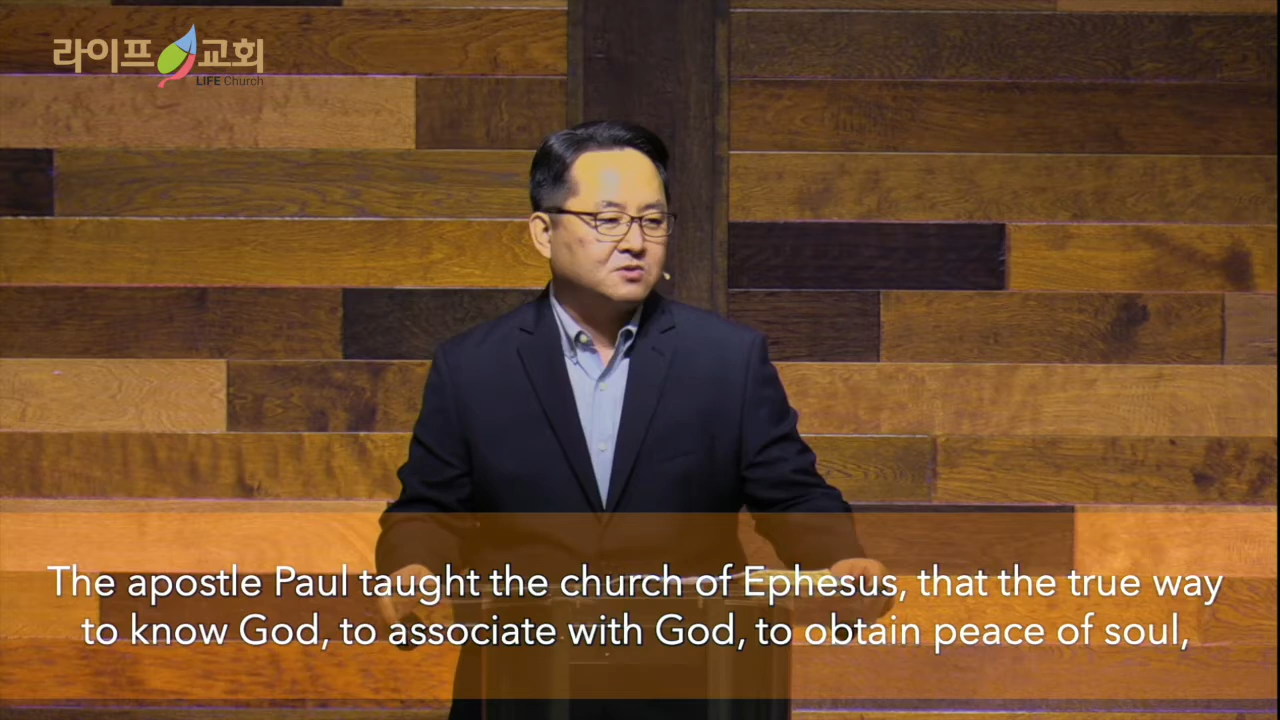 라이프교회
LIFE Church
The apostle Paul taught the church of Ephesus, that the true way
to know God, to associate with God, to obtain peace of soul,